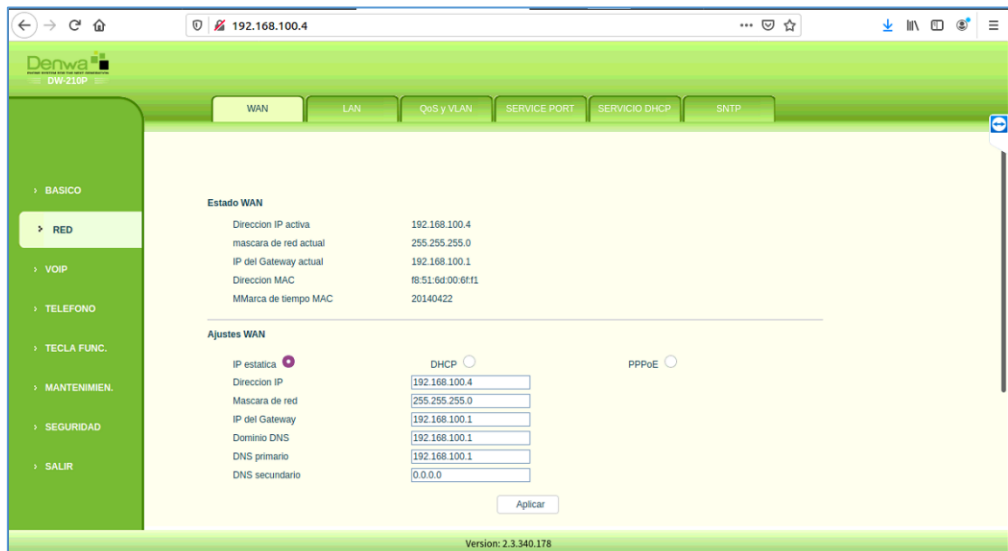 192.168.100.4
Denwa
DW-210P
WAN LAN QoS y VLAN SERVICE PORT SERVICIO DHCP SNTP
BASICO
RED
VOIP
TELEFONO
TECLA FUNC.
MANTENIMIEN.
SEGURIDAD
SALIR
Estado WAN
Direccion IP activa 192.168.100.4
mascara de red actual 255.255.255.0
IP del Gateway actual 192.168.100.1
Direccion MAC f8:51:6d:00:6f:f1
MMarca de tiempo MAC 20140422
Ajustes WAN
IP estatica DHCP PPPoE
Direccion IP 192.168.100.4
Mascara de red 255.255.255.0
IP del Gateway 192.168.100.1
Dominio DNS 192.168.100.1
DNS primario 192.168.100.1
DNS secundario 0.0.0.0
Aplicar
Version: 2.3.340.178